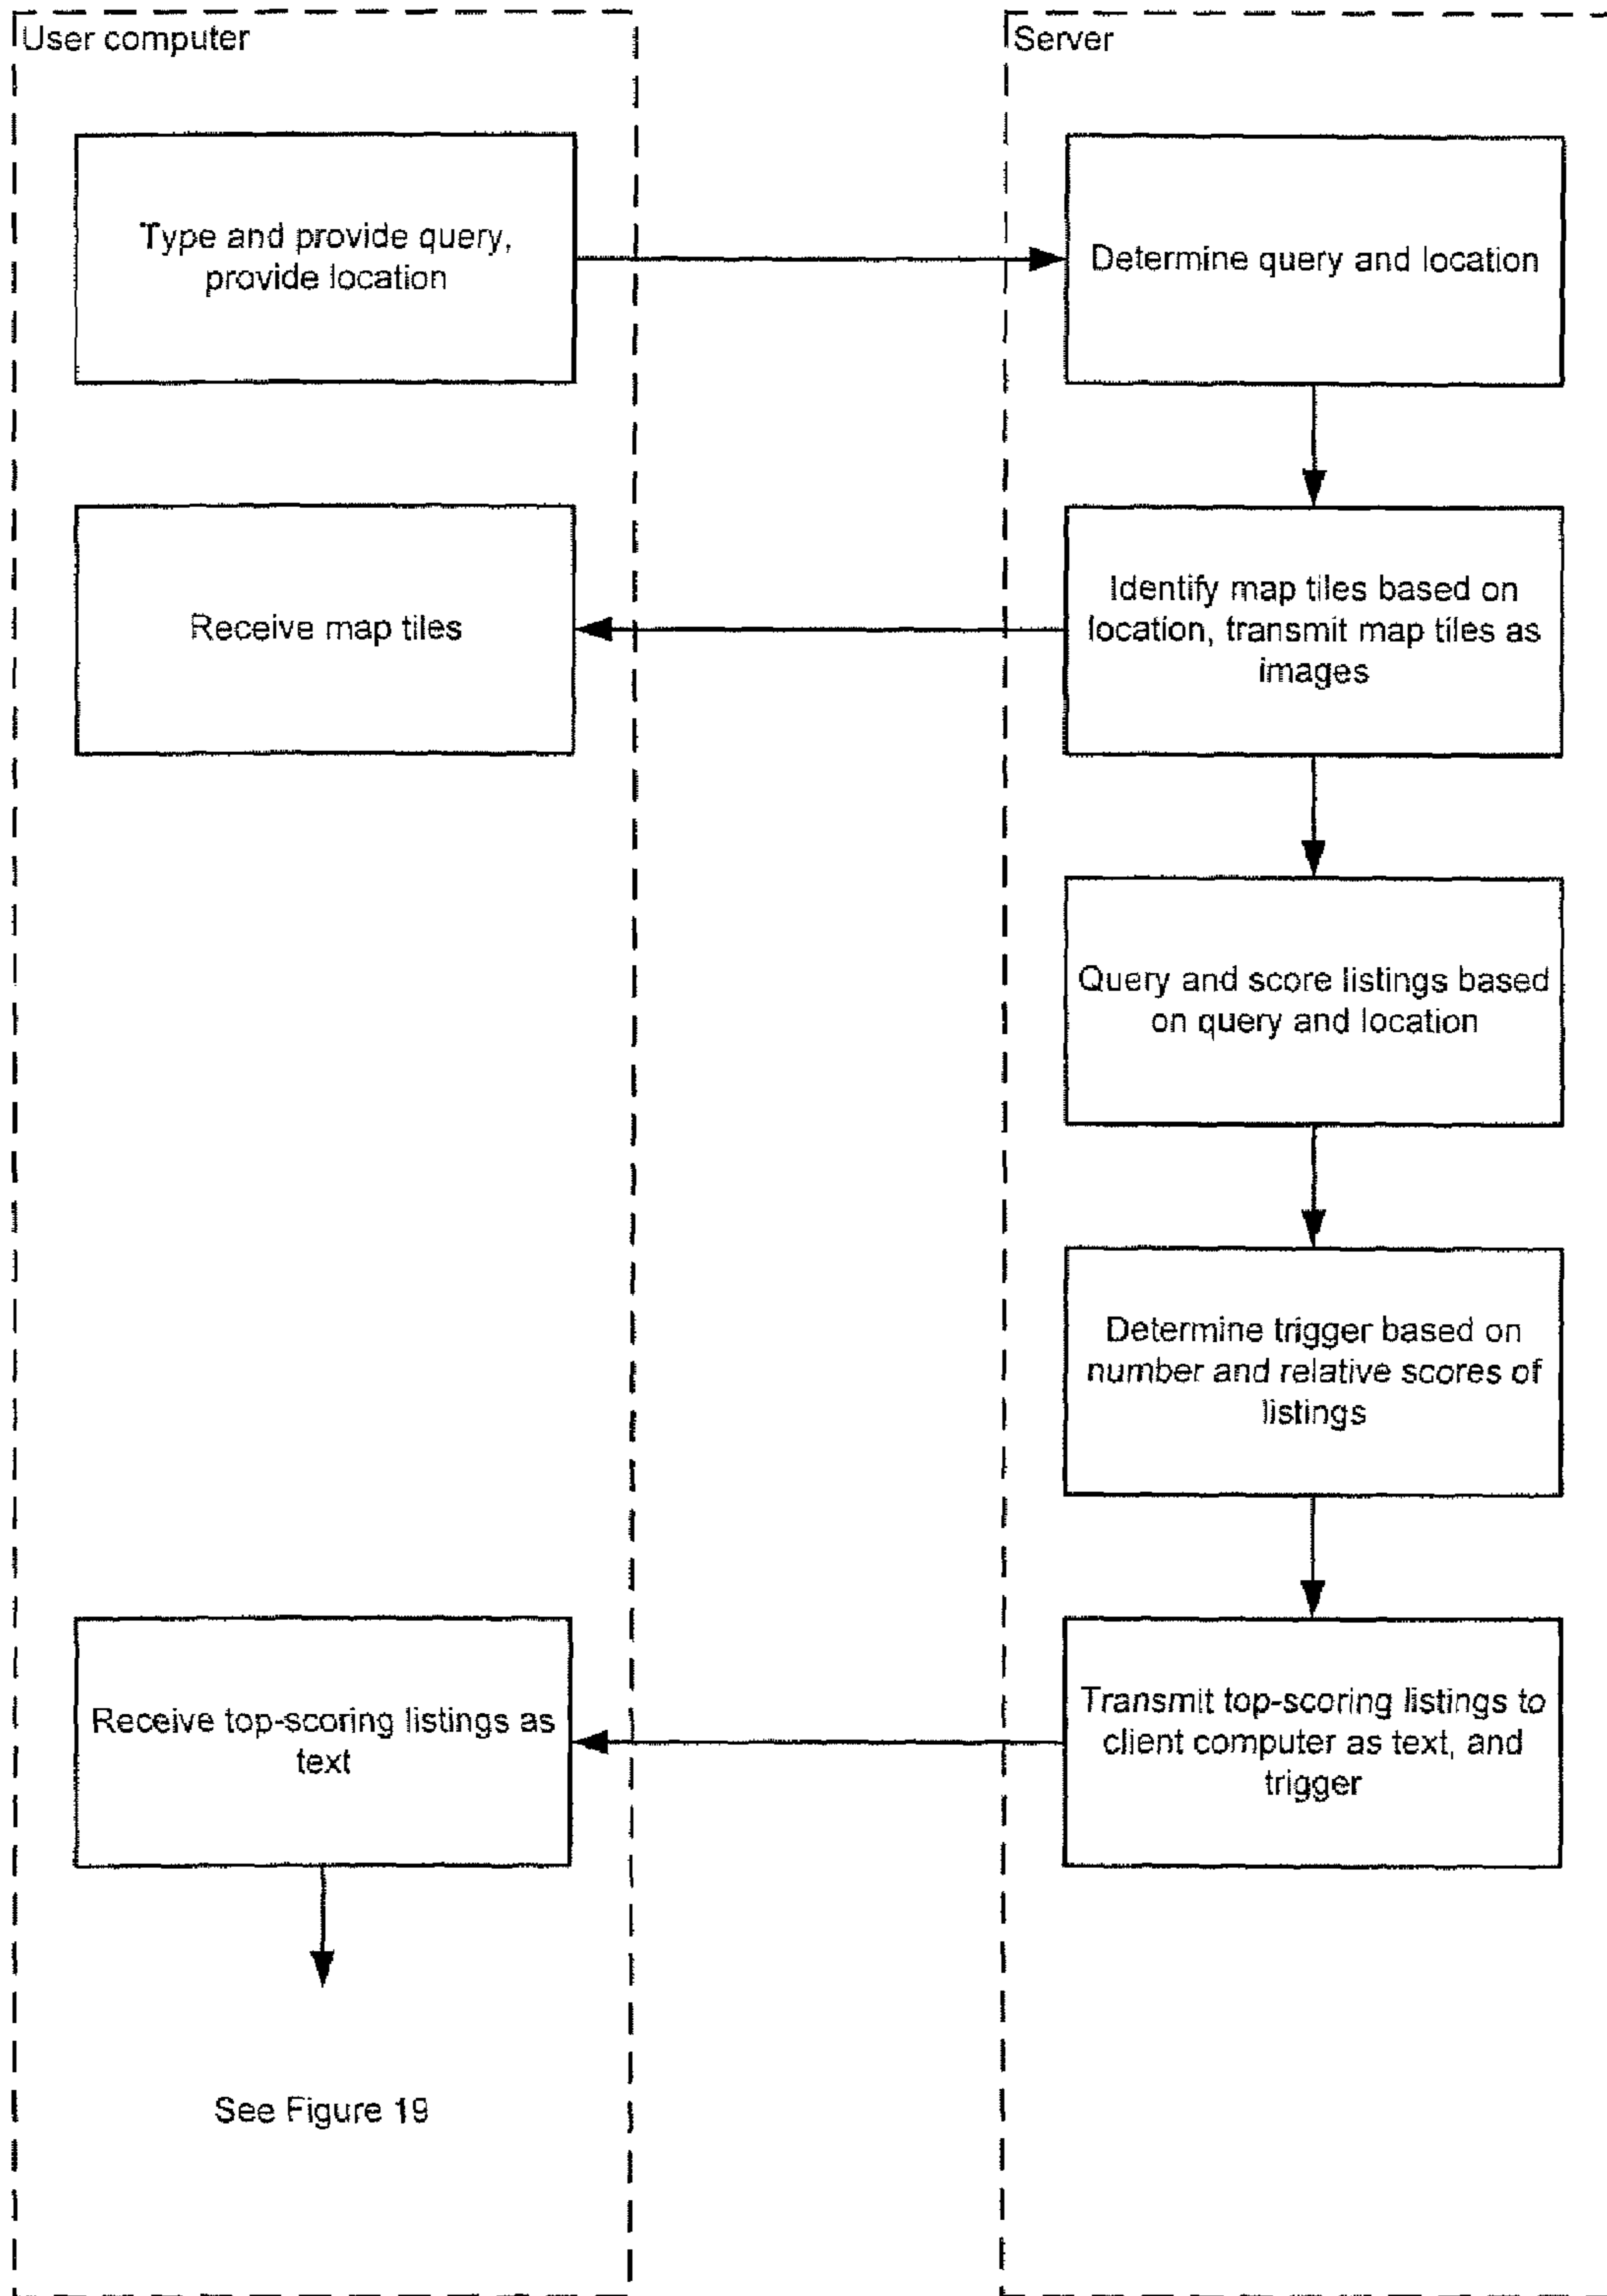 User computer
Server
Type and provide query,
provide location
Determine query and location
Receive map tiles
Identify map tiles based on
location, transmit map tiles as
images
Query and score listings based
on query and location
Determine trigger based on
number and relative scores of
listings
Receive top-scoring listings as
text
Transmit top-scoring listings to
client computer as text, and
trigger
See Figure 19